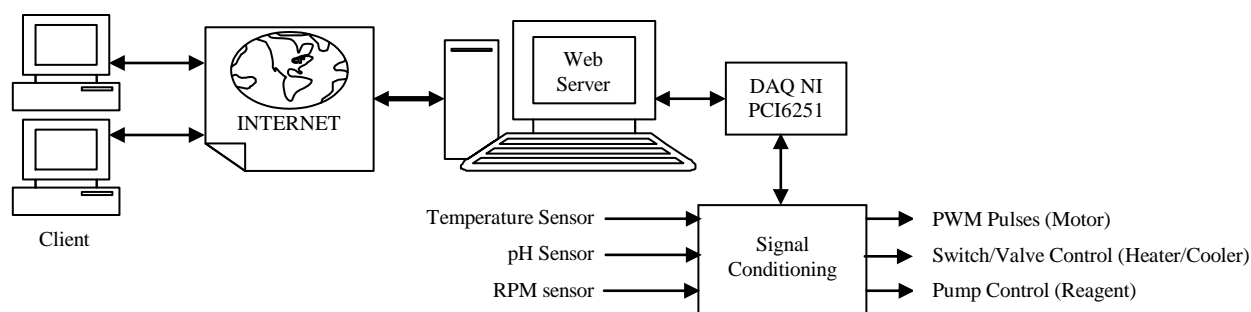 INTERNET
Web
Server
DAQ NI
PCI6251
Client
Temperature Sensor
pH Sensor
RPM sensor
Signal
Conditioning
PWM Pulses (Motor)
Switch/Valve Control (Heater/Cooler)
Pump Control (Reagent)